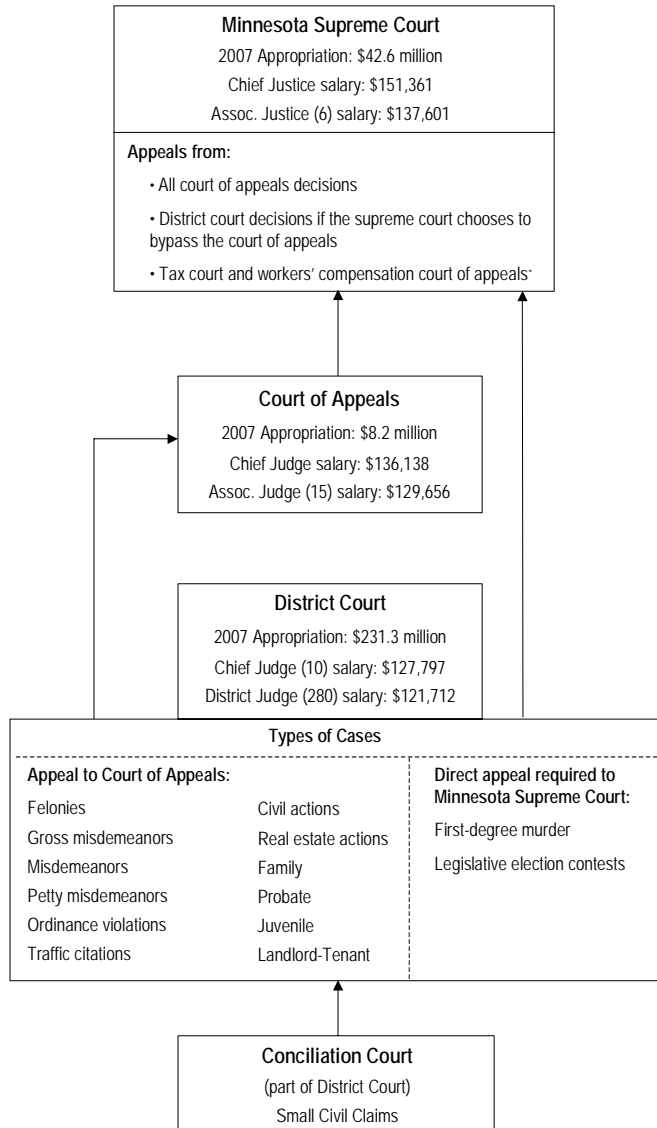 Minnesota Supreme Court
2007 Appropriation: $42.6 million
Chief Justice salary: $151,361
Assoc. Justice (6) salary: $137,601
Appeals from:
• All court of appeals decisions
• District court decisions if the supreme court chooses to
bypass the court of appeals
• Tax court and workers' compensation court of appeals*
Court of Appeals
2007 Appropriation: $8.2 million
Chief Judge salary: $136,138
Assoc. Judge (15) salary: $129,656
District Court
2007 Appropriation: $231.3 million
Chief Judge (10) salary: $127,797
District Judge (280) salary: $121,712
Types of Cases
Appeal to Court of Appeals:
Felonies
Gross misdemeanors
Misdemeanors
Petty misdemeanors
Ordinance violations
Traffic citations
Civil actions
Real estate actions
Family
Probate
Juvenile
Landlord-Tenant
Direct appeal required to
Minnesota Supreme Court:
First-degree murder
Legislative election contests
Conciliation Court
(part of District Court)
Small Civil Claims